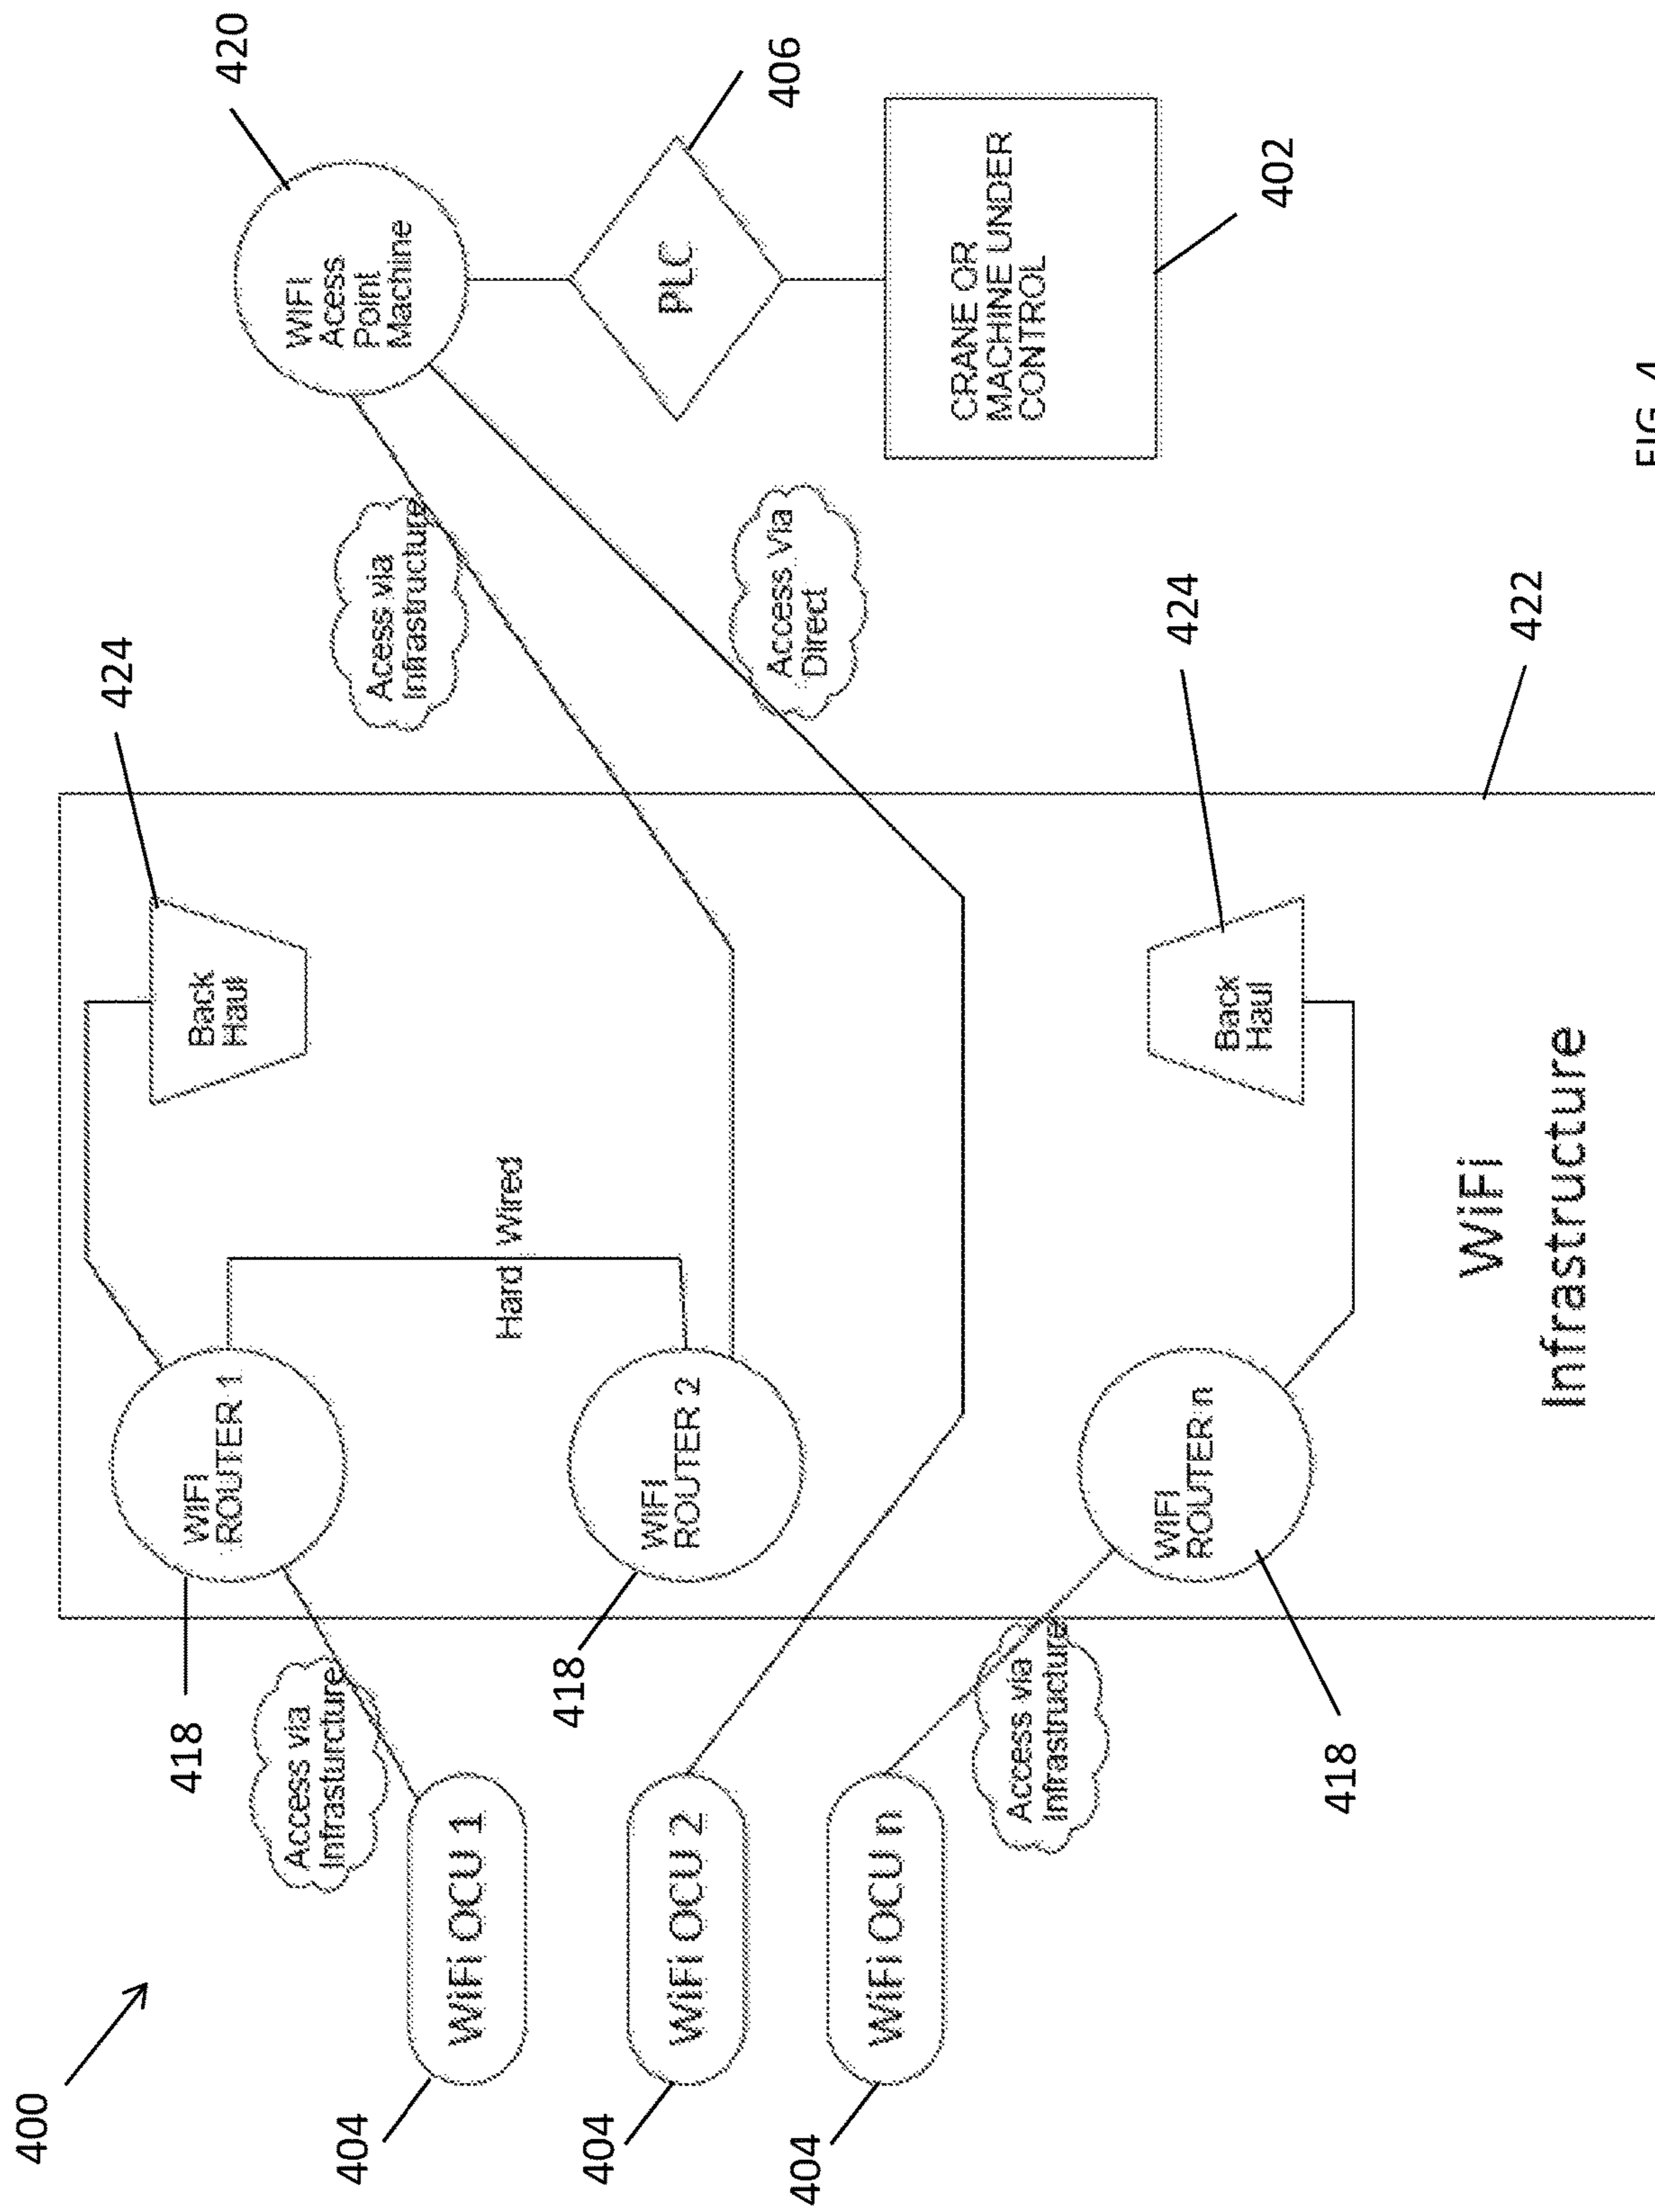 400
404
WiFi OCU 1
404
WiFi OCU 2
404
WiFi OCU n
Access via
Infrasturcture
Access via
Infrastructure
418
WIFI
ROUTER 1
418
WIFI
ROUTER 2
418
WIFI
ROUTER n
Hard Wired
Back
Haul
424
Back
Haul
424
WiFi
Infrastructure
422
Acess via
Infrastructure
Access Via
Direct
WIFI
Acess
Point
Machine
420
PLC
406
CRANE OR
MACHINE UNDER
CONTROL
402
FIG. 4